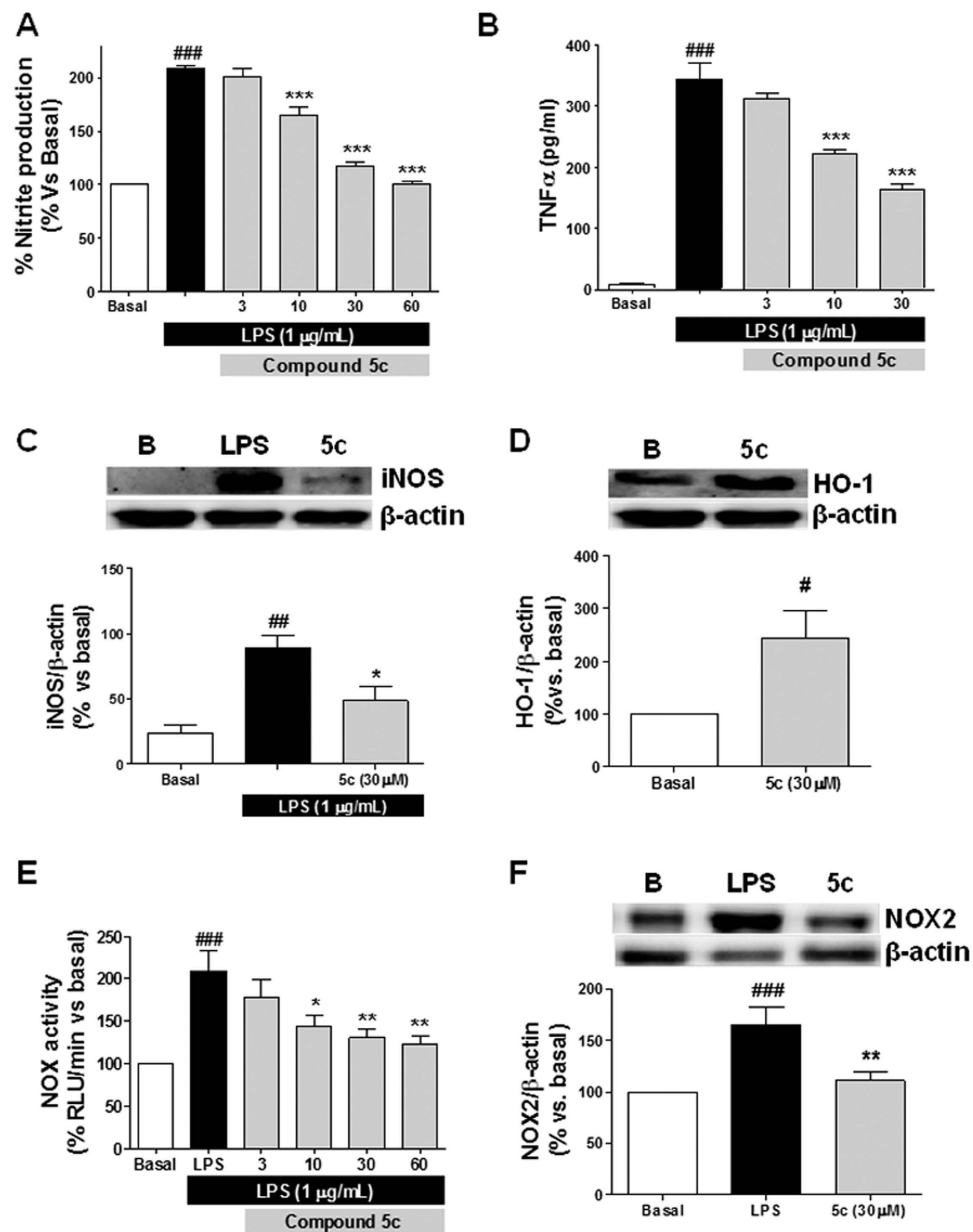 A
% Nitrite production
(% Vs Basal)
200
150
100
50
0
###
***
***
***
Basal
-
3
10
30
60
LPS (1 µg/mL)
Compound 5c
B
TNFα (pg/ml)
400
300
200
100
0
###
***
***
Basal
-
3
10
30
LPS (1 µg/mL)
Compound 5c
C
B LPS 5c
iNOS
β-actin
iNOS/β-actin
(% vs basal)
150
100
50
0
##
*
Basal
-
5c (30 µM)
LPS (1 µg/mL)
D
B 5c
HO-1
β-actin
HO-1/β-actin
(%vs. basal)
400
300
200
100
0
#
Basal
5c (30 µM)
E
NOX activity
(% RLU/min vs basal)
250
200
150
100
50
0
###
*
**
**
Basal
LPS
3
10
30
60
LPS (1 µg/mL)
Compound 5c
F
B LPS 5c
NOX2
β-actin
NOX2/β-actin
(% vs. basal)
200
150
100
50
0
###
**
Basal
LPS
5c (30µM)